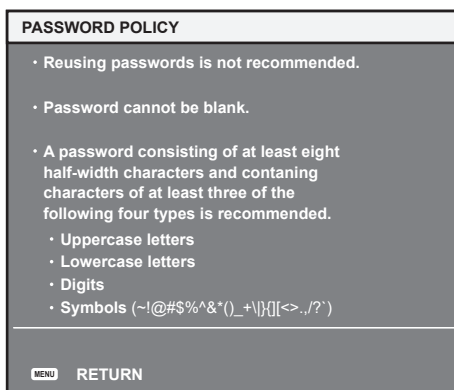 PASSWORD POLICY
・Reusing passwords is not recommended.
・Password cannot be blank.
・A password consisting of at least eight
half-width characters and contaning
characters of at least three of the
following four types is recommended.
・Uppercase letters
・Lowercase letters
・Digits
・Symbols (~!@#$%^&*()_+\|}{][<>.,/?`)
MENU RETURN